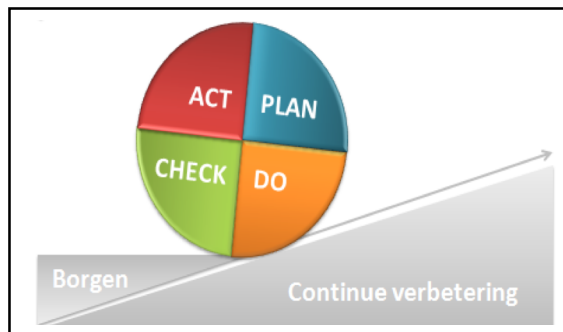 ACT
PLAN
CHECK
DO
Borgen
Continue verbetering